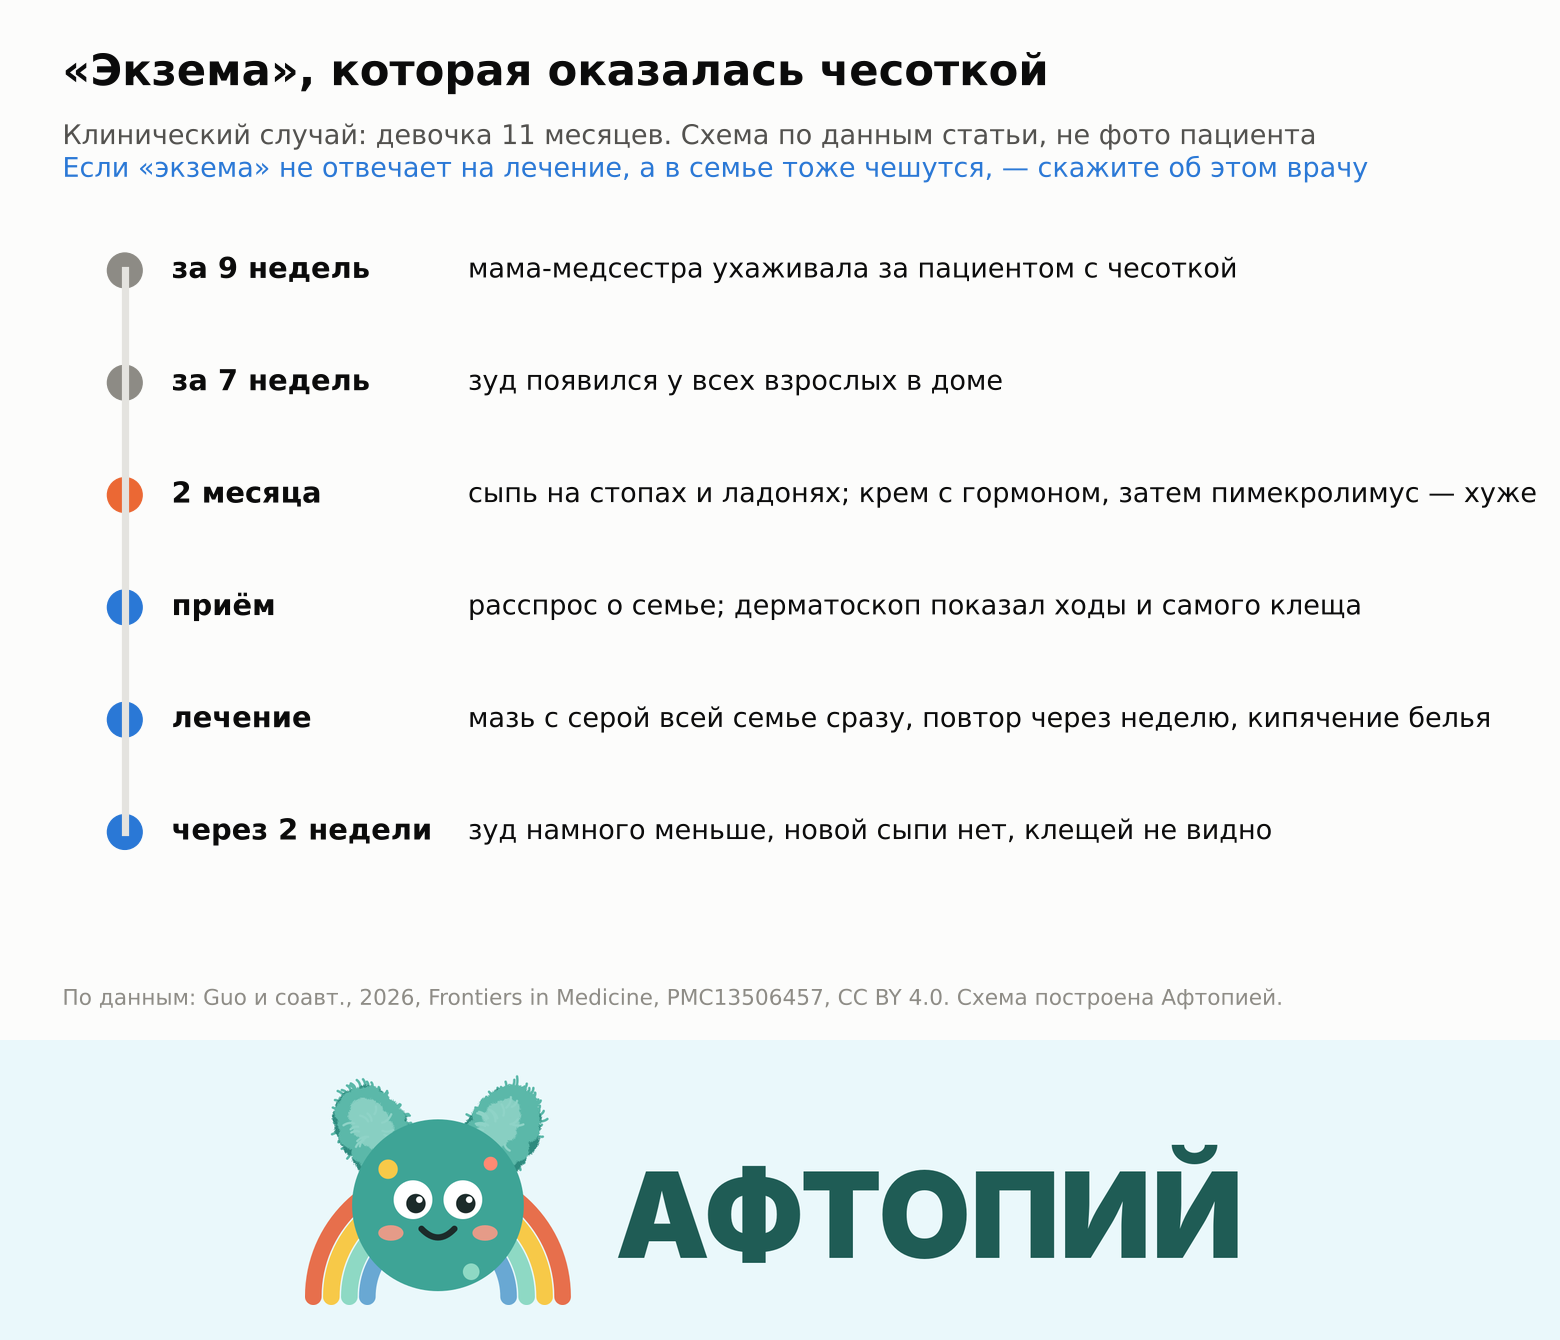 «Экзема», которая оказалась чесоткой
Клинический случай: девочка 11 месяцев. Схема по данным статьи, не фото пациента
Если «экзема» не отвечает на лечение, а в семье тоже чешутся, — скажите об этом врачу
за 9 недель мама-медсестра ухаживала за пациентом с чесоткой
за 7 недель зуд появился у всех взрослых в доме
2 месяца сыпь на стопах и ладонях; крем с гормоном, затем пимекролимус — хуже
приём расспрос о семье; дерматоскоп показал ходы и самого клеща
лечение мазь с серой всей семье сразу, повтор через неделю, кипячение белья
через 2 недели зуд намного меньше, новой сыпи нет, клещей не видно
По данным: Guo и соавт., 2026, Frontiers in Medicine, PMC13506457, CC BY 4.0. Схема построена Афтопией.
АФТОПИЙ